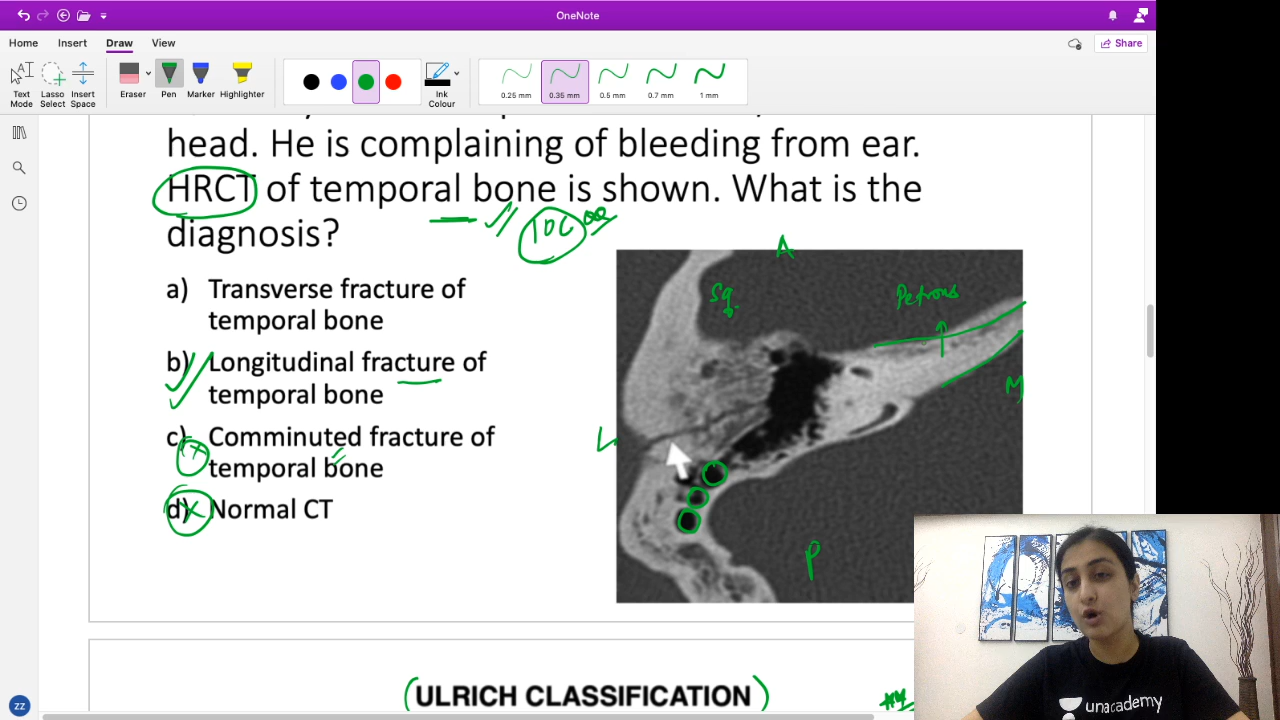 OneNote
Home Insert Draw View
Share
Text Mode
Lasso Select
Insert Space
Eraser
Pen
Marker
Highlighter
Ink Colour
0.25 mm
0.35 mm
0.5 mm
0.7 mm
1 mm
head. He is complaining of bleeding from ear.
HRCT of temporal bone is shown. What is the
diagnosis?
IOC
a) Transverse fracture of
temporal bone
b) Longitudinal fracture of
temporal bone
c) Comminuted fracture of
temporal bone
d) Normal CT
A
Sq.
Petrous
M
L
P
(ULRICH CLASSIFICATION)
zz
unacademy